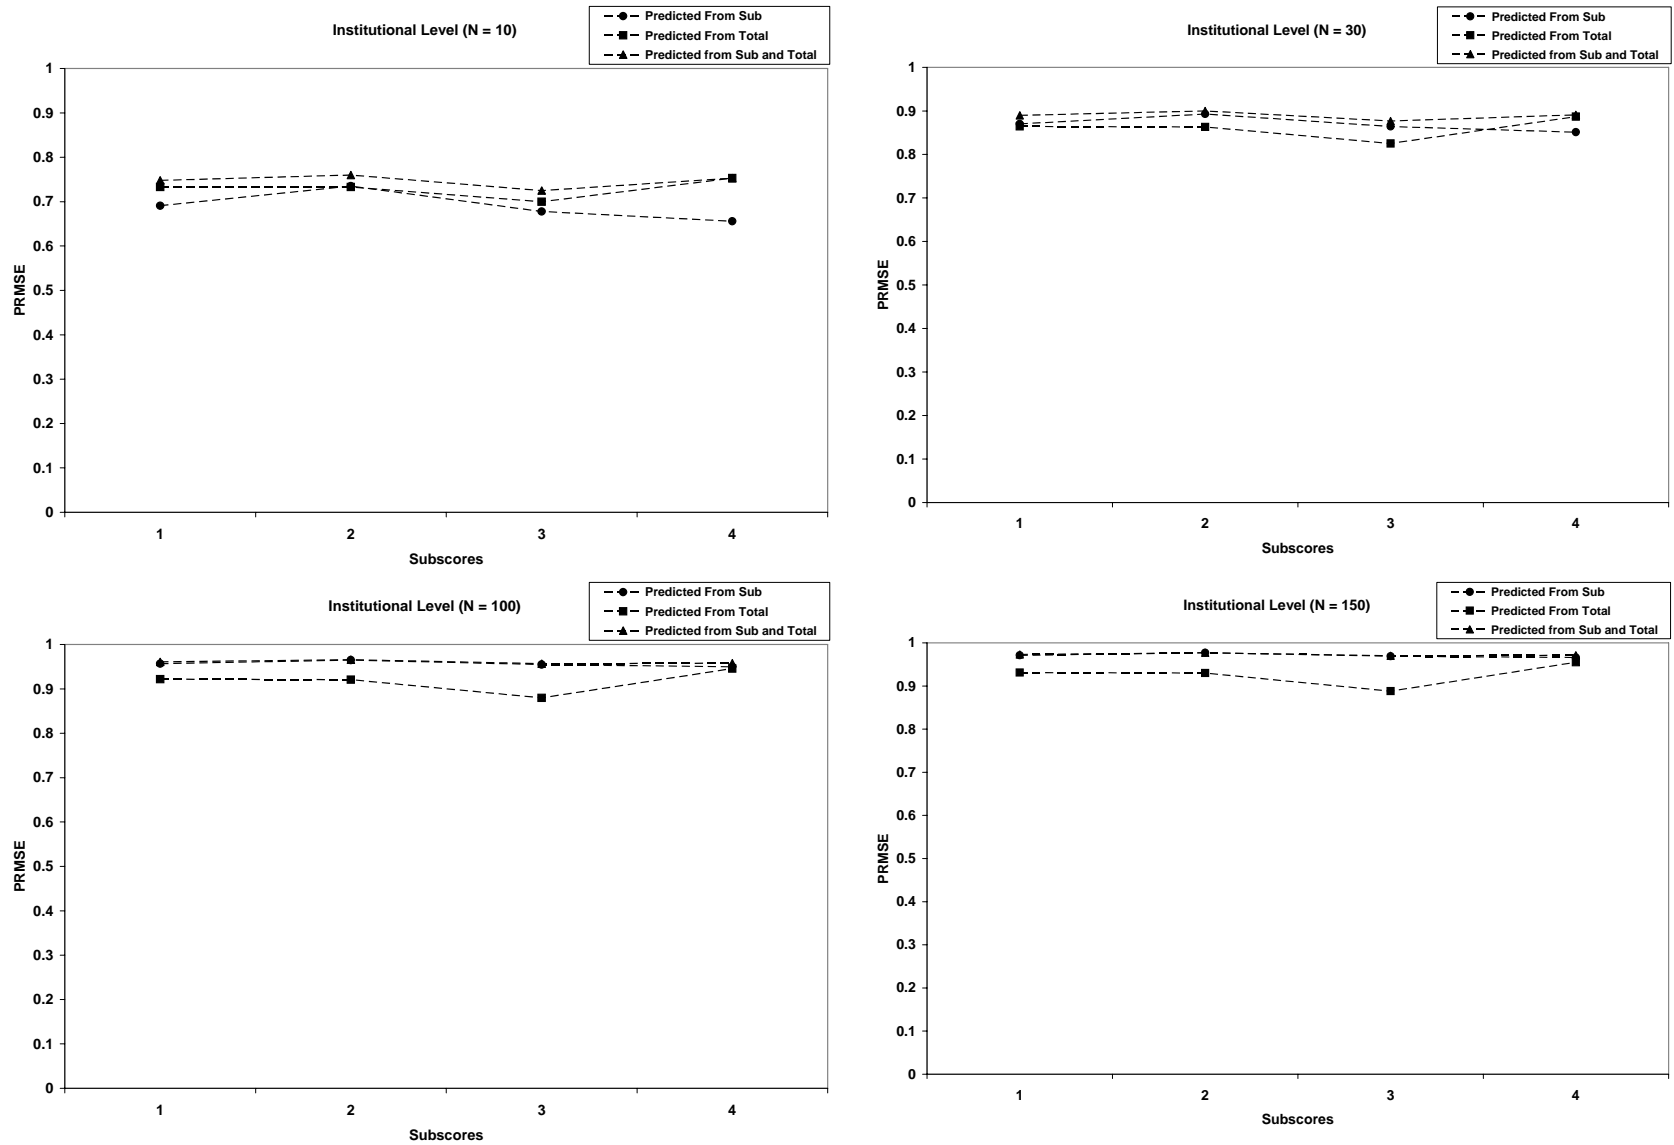 Institutional Level (N = 10)
Predicted From Sub
Predicted From Total
Predicted from Sub and Total
1
0.9
0.8
0.7
0.6
0.5
0.4
0.3
0.2
0.1
0
PRMSE
1 2 3 4
Subscores
Institutional Level (N = 30)
Predicted From Sub
Predicted From Total
Predicted from Sub and Total
1
0.9
0.8
0.7
0.6
0.5
0.4
0.3
0.2
0.1
0
PRMSE
1 2 3 4
Subscores
Institutional Level (N = 100)
Predicted From Sub
Predicted From Total
Predicted from Sub and Total
1
0.9
0.8
0.7
0.6
0.5
0.4
0.3
0.2
0.1
0
PRMSE
1 2 3 4
Subscores
Institutional Level (N = 150)
Predicted From Sub
Predicted From Total
Predicted from Sub and Total
1
0.9
0.8
0.7
0.6
0.5
0.4
0.3
0.2
0.1
0
PRMSE
1 2 3 4
Subscores